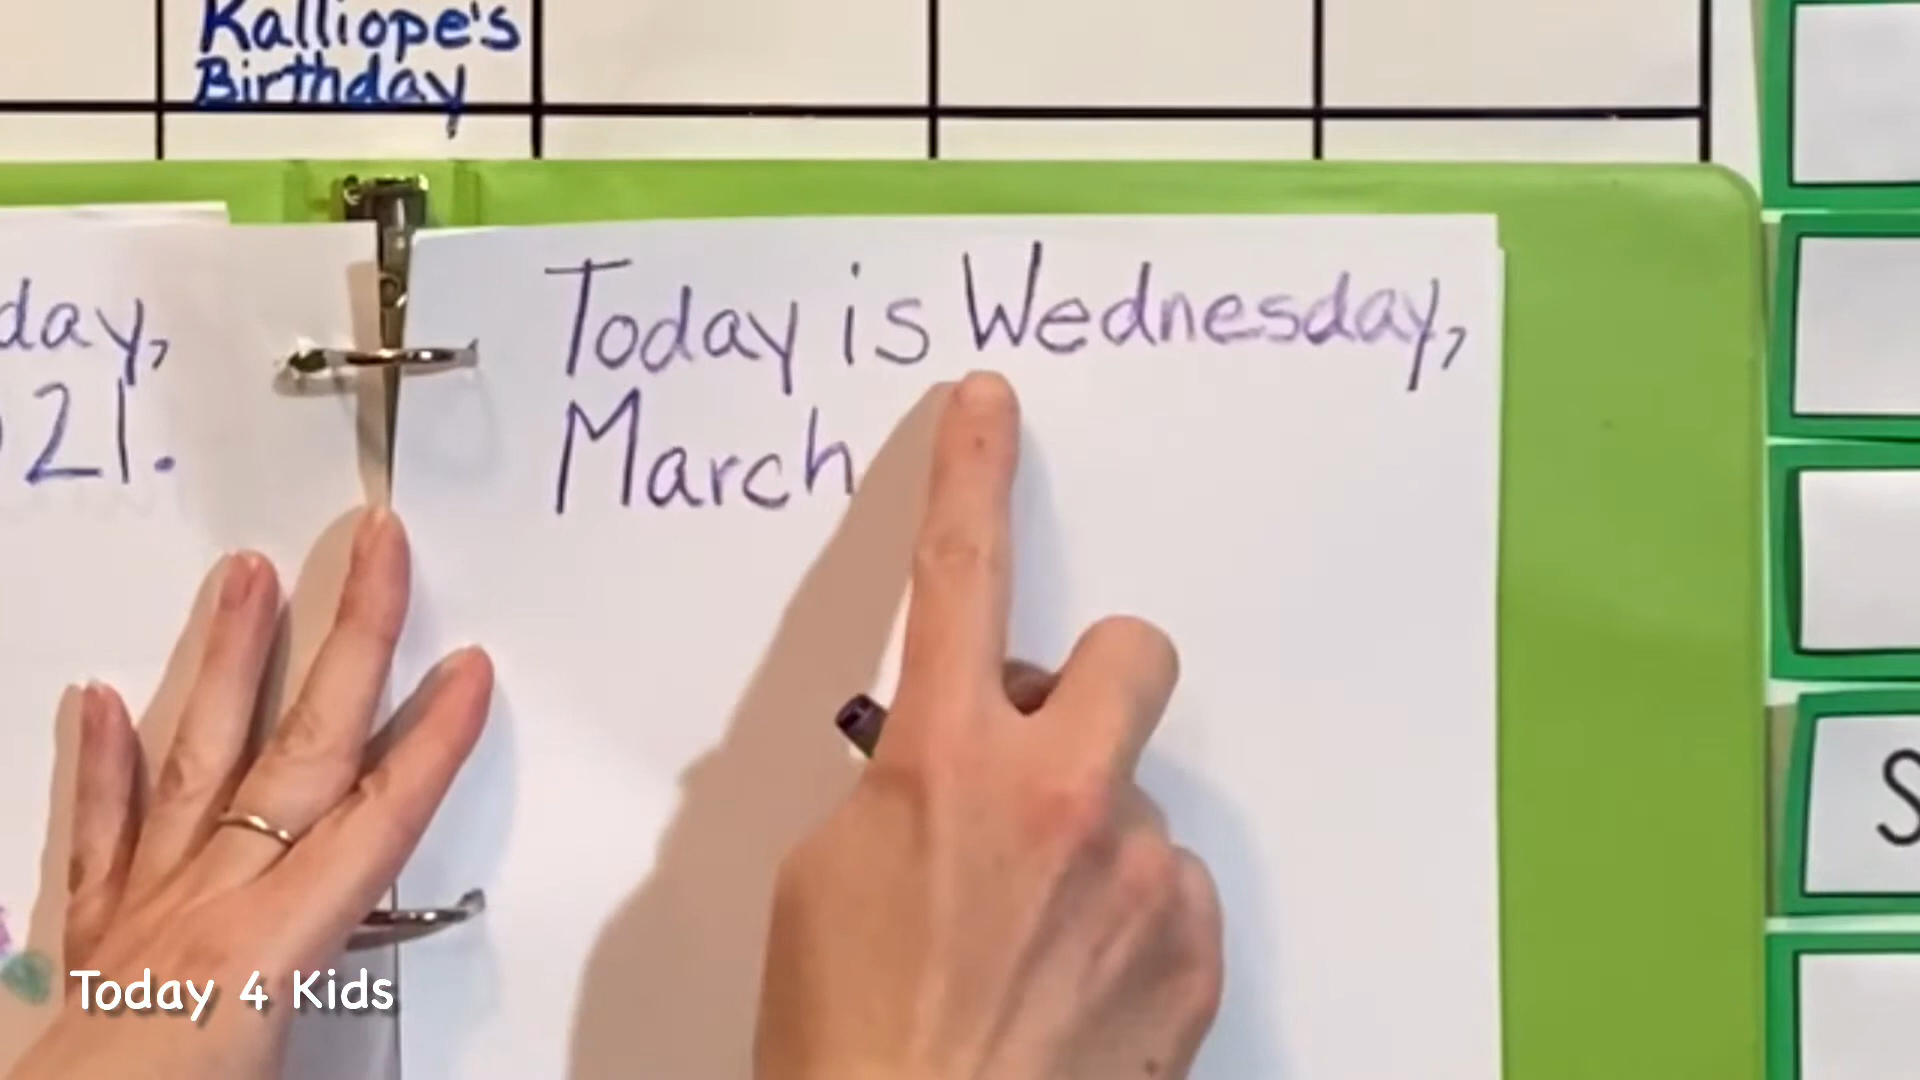 Kalliope's
Birthday
day,
21.
Today is Wednesday,
March
S
Today 4 Kids